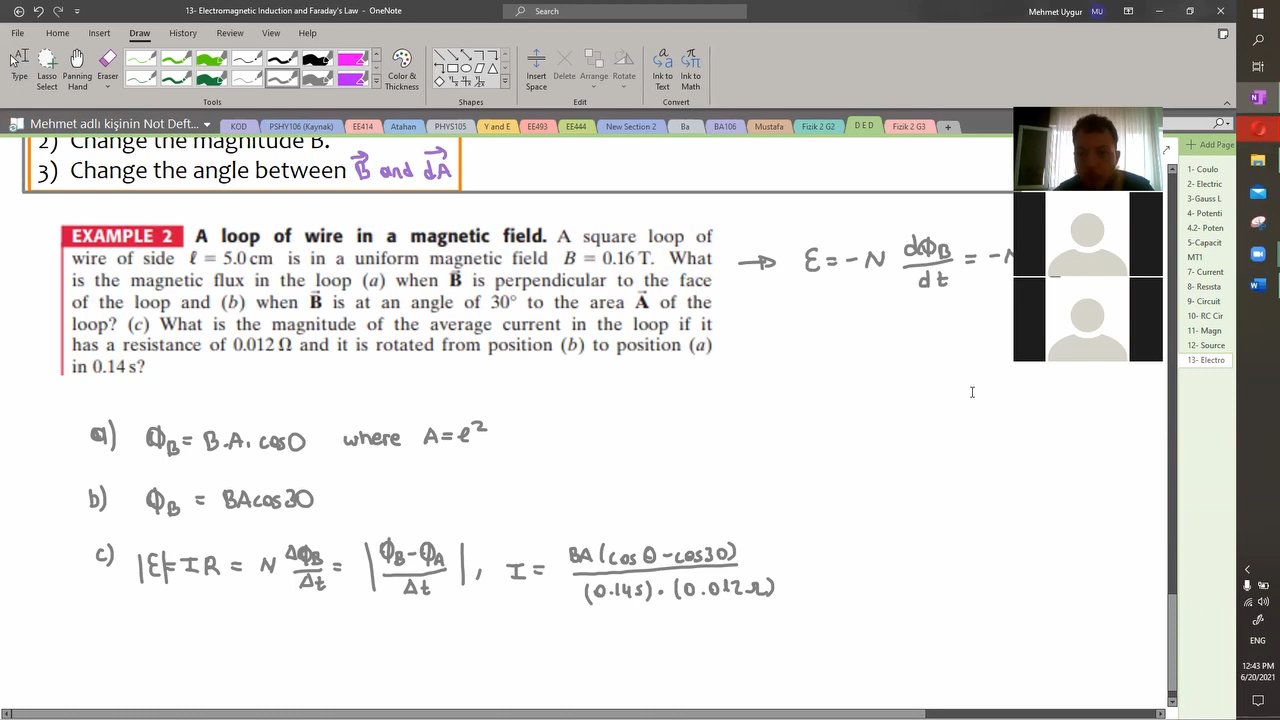 13- Electromagnetic Induction and Faraday's Law - OneNote
Search
Mehmet Uygur
MU
File Home Insert Draw History Review View Help
Type
Lasso Select
Panning Hand
Eraser
Color & Thickness
Insert Space
Delete
Arrange
Rotate
Ink to Text
Ink to Math
Tools
Shapes
Edit
Convert
Mehmet adlı kişinin Not Deft...
KOD PSHY106 (Kaynak) EE414 Atahan PHYS105 Y and E EE493 EE444 New Section 2 Ba BA106 Mustafa Fizik 2 G2 D E D Fizik 2 G3
Add Page
1- Coulo
2- Electric
3-Gauss L
4- Potenti
4.2- Poten
5-Capacit
MT1
7- Current
8- Resista
9- Circuit
10- RC Cir
11- Magn
12- Source
13- Electro
2) Change the magnitude B.
3) Change the angle between B⃗ and dA⃗
EXAMPLE 2 A loop of wire in a magnetic field. A square loop of
wire of side ℓ = 5.0 cm is in a uniform magnetic field B = 0.16 T. What
is the magnetic flux in the loop (a) when B⃗ is perpendicular to the face
of the loop and (b) when B⃗ is at an angle of 30° to the area A⃗ of the
loop? (c) What is the magnitude of the average current in the loop if it
has a resistance of 0.012 Ω and it is rotated from position (b) to position (a)
in 0.14 s?
→ ε = -N dΦB/dt = -N
a) ΦB = B.A.cos0 where A = ℓ²
b) ΦB = BAcos30
c) |ε| = IR = N ΔΦB/Δt = |ΦB-ΦA/Δt|, I = BA(cos θ - cos30)/(0.14s).(0.012Ω)
ENG
12:43 PM
6/20/2021